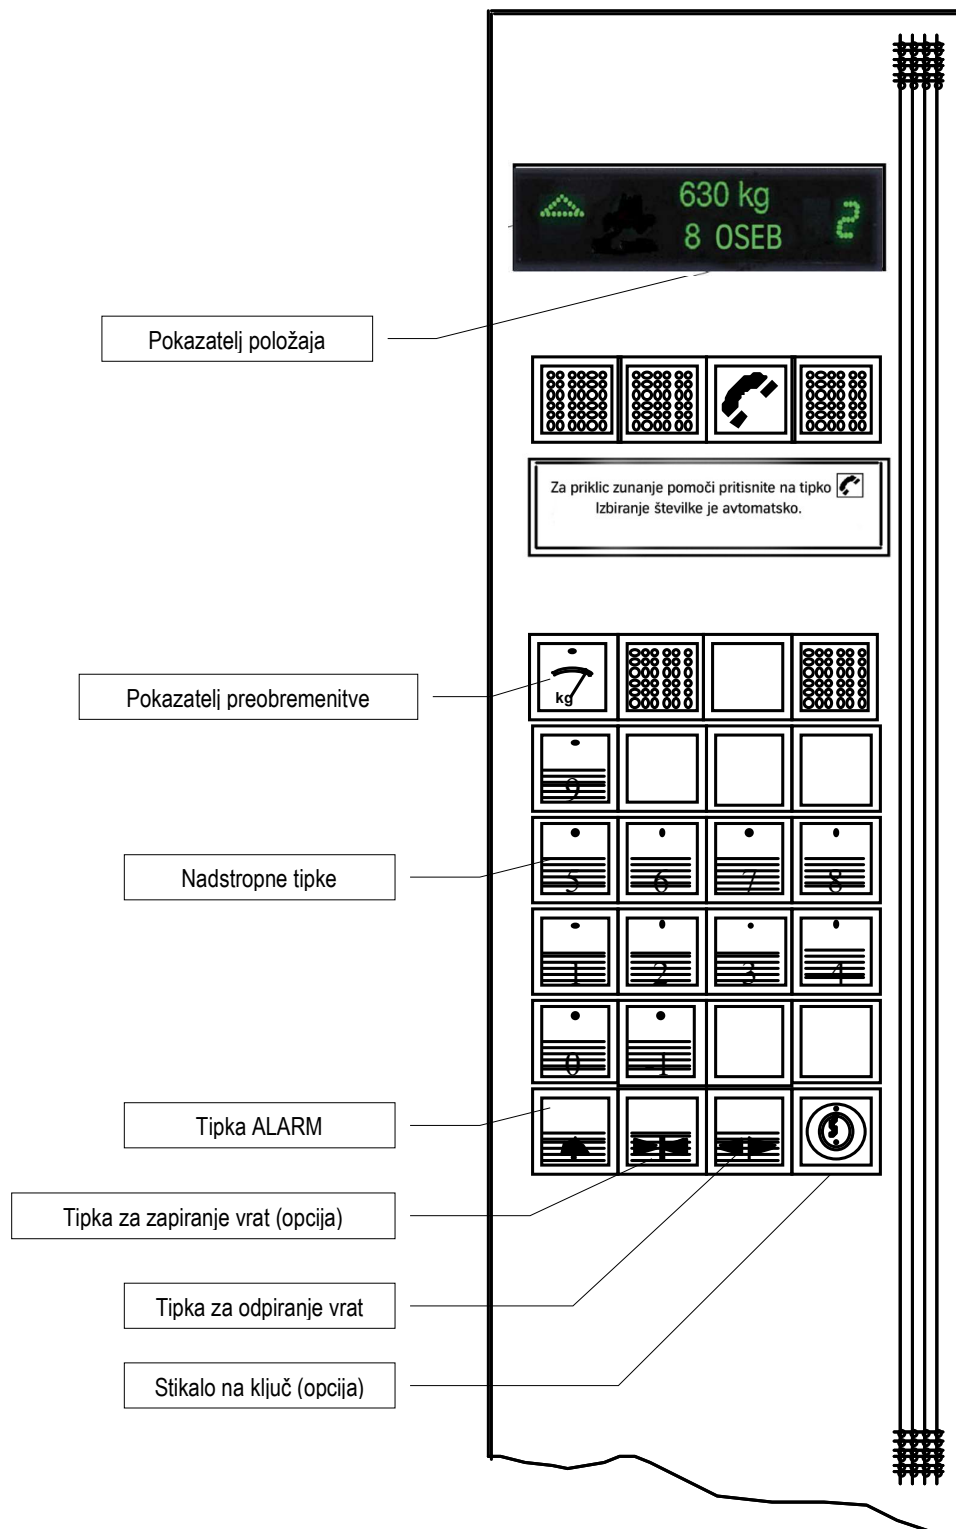 630 kg
2
8 OSEB
Pokazatelj položaja
Za priklic zunanje pomoči pritisnite na tipko
Izbiranje številke je avtomatsko.
Pokazatelj preobremenitve
kg
9
Nadstropne tipke
5 6 7 8
1 2 3 4
0 -1
Tipka ALARM
Tipka za zapiranje vrat (opcija)
Tipka za odpiranje vrat
Stikalo na ključ (opcija)